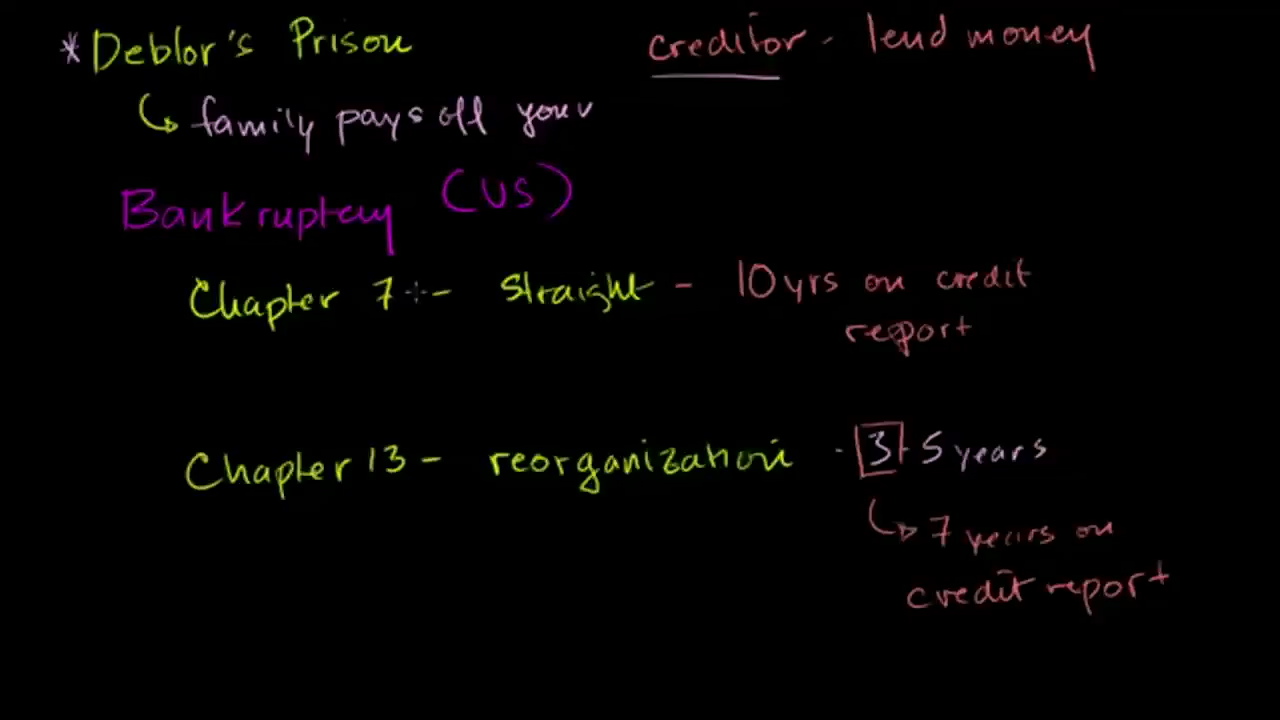 * Deblor's Prison
creditor - lend money
↳ family pays off your
Bankruptcy (US)
Chapter 7 - straight - 10 yrs on credit
report
Chapter 13 - reorganization - 3-5 years
↳ 7 years on
credit report